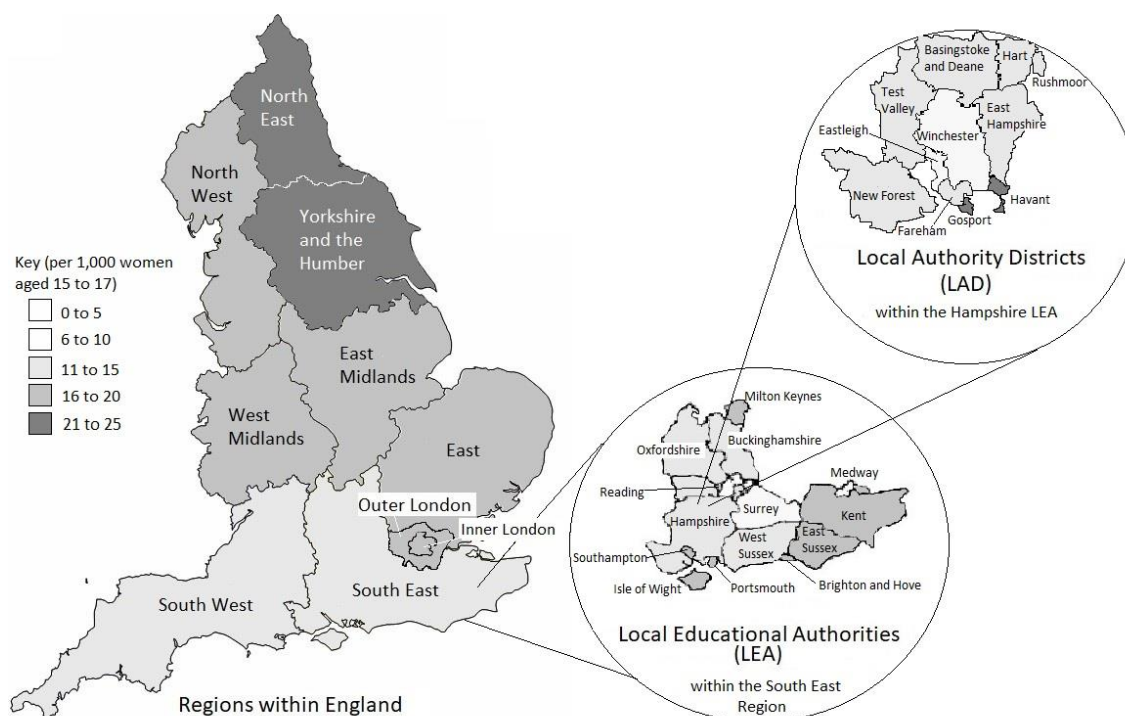 North
East
North
West
Yorkshire
and the
Humber
Key (per 1,000 women
aged 15 to 17)
0 to 5
6 to 10
11 to 15
16 to 20
21 to 25
East
Midlands
West
Midlands
East
Outer London
Inner London
South East
South West
Regions within England
Basingstoke
and Deane
Hart
Rushmoor
Test
Valley
East
Hampshire
Eastleigh
Winchester
New Forest
Havant
Gosport
Fareham
Local Authority Districts
(LAD)
within the Hampshire LEA
Milton Keynes
Buckinghamshire
Oxfordshire
Medway
Reading
Surrey
Kent
Hampshire
West
Sussex
East
Sussex
Southampton
Isle of Wight
Portsmouth
Brighton and Hove
Local Educational Authorities
(LEA)
within the South East
Region